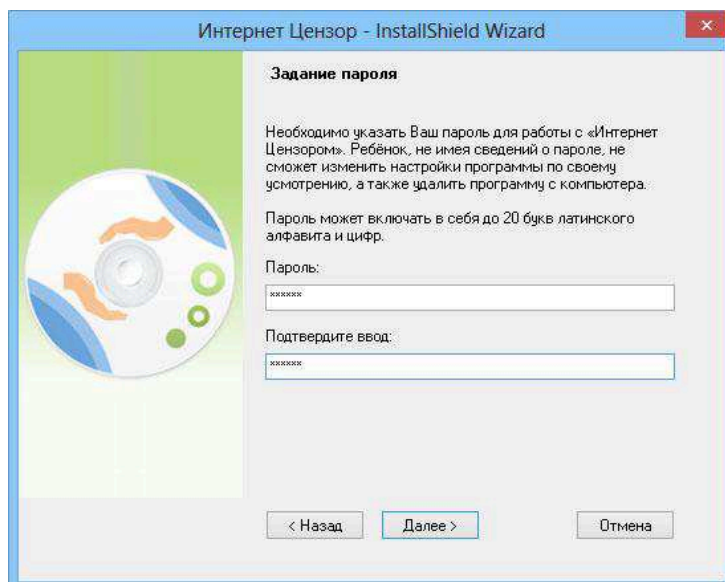 Интернет Цензор - InstallShield Wizard
Задание пароля
Необходимо указать Ваш пароль для работы с «Интернет
Цензором». Ребёнок, не имея сведений о пароле, не
сможет изменить настройки программы по своему
усмотрению, а также удалить программу с компьютера.
Пароль может включать в себя до 20 букв латинского
алфавита и цифр.
Пароль:
xxxxxx
Подтвердите ввод:
xxxxxx
< Назад
Далее >
Отмена